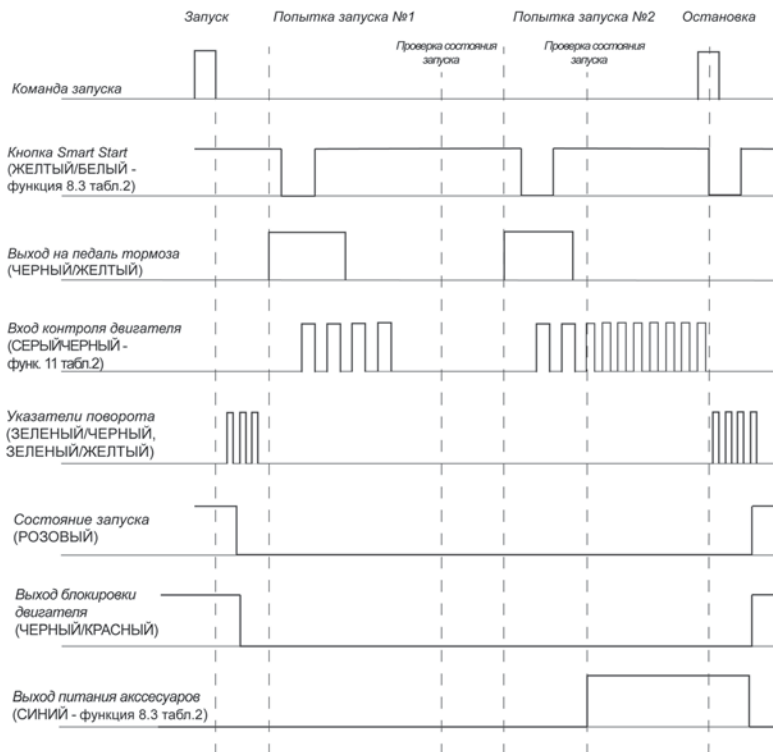 Запуск
Попытка запуска №1
Попытка запуска №2
Остановка
Проверка состояния
запуска
Проверка состояния
запуска
Команда запуска
Кнопка Smart Start
(ЖЕЛТЫЙ/БЕЛЫЙ -
функция 8.3 табл.2)
Выход на педаль тормоза
(ЧЕРНЫЙ/ЖЕЛТЫЙ)
Вход контроля двигателя
(СЕРЫЙЧЕРНЫЙ -
функ. 11 табл.2)
Указатели поворота
(ЗЕЛЕНЫЙ/ЧЕРНЫЙ,
ЗЕЛЕНЫЙ/ЖЕЛТЫЙ)
Состояние запуска
(РОЗОВЫЙ)
Выход блокировки
двигателя
(ЧЕРНЫЙ/КРАСНЫЙ)
Выход питания акссесуаров
(СИНИЙ - функция 8.3 табл.2)